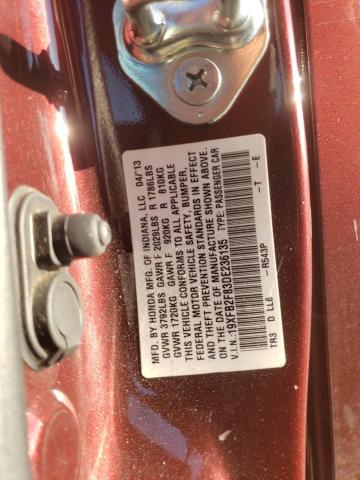 MFD. BY HONDA MFG. OF INDIANA, LLC 04/13
GVWR 3792LBS GAWR F 2029LBS R 1786LBS
GVWR 1720KG GAWR F 920KG R 810KG
THIS VEHICLE CONFORMS TO ALL APPLICABLE
FEDERAL MOTOR VEHICLE SAFETY, BUMPER,
AND THEFT PREVENTION STANDARDS IN EFFECT
ON THE DATE OF MANUFACTURE SHOWN ABOVE.
V.I.N.:19XFB2F83DE236135 TYPE: PASSENGER CAR
-R543P -T -E
TR3 D LL6